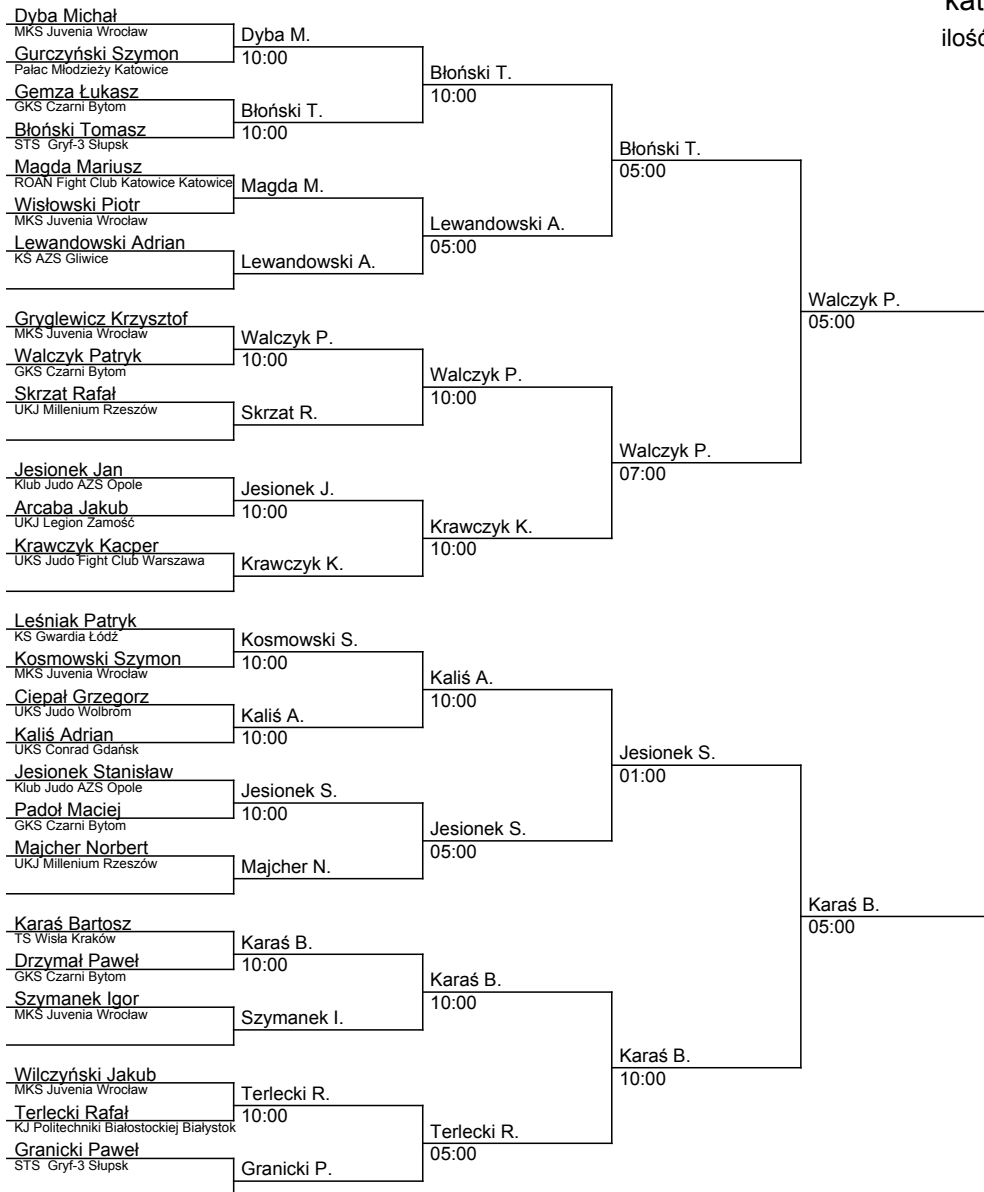 kat
ilość
Dyba Michał
MKS Juvenia Wrocław
Gurczyński Szymon
Pałac Młodzieży Katowice
Gemza Łukasz
GKS Czarni Bytom
Błoński Tomasz
STS Gryf-3 Słupsk
Magda Mariusz
ROAN Fight Club Katowice Katowice
Wisłowski Piotr
MKS Juvenia Wrocław
Lewandowski Adrian
KS AZS Gliwice
Gryglewicz Krzysztof
MKS Juvenia Wrocław
Walczyk Patryk
GKS Czarni Bytom
Skrzat Rafał
UKJ Millenium Rzeszów
Jesionek Jan
Klub Judo AZS Opole
Arcaba Jakub
UKJ Legion Zamość
Krawczyk Kacper
UKS Judo Fight Club Warszawa
Leśniak Patryk
KS Gwardia Łódź
Kosmowski Szymon
MKS Juvenia Wrocław
Ciepał Grzegorz
UKS Judo Wolbrom
Kaliś Adrian
UKS Conrad Gdańsk
Jesionek Stanisław
Klub Judo AZS Opole
Padoł Maciej
GKS Czarni Bytom
Majcher Norbert
UKJ Millenium Rzeszów
Karaś Bartosz
TS Wisła Kraków
Drzymał Paweł
GKS Czarni Bytom
Szymanek Igor
MKS Juvenia Wrocław
Wilczyński Jakub
MKS Juvenia Wrocław
Terlecki Rafał
KJ Politechniki Białostockiej Białystok
Granicki Paweł
STS Gryf-3 Słupsk
Dyba M.
10:00
Błoński T.
10:00
Magda M.
Lewandowski A.
Walczyk P.
10:00
Skrzat R.
Jesionek J.
10:00
Krawczyk K.
Kosmowski S.
10:00
Kaliś A.
10:00
Jesionek S.
10:00
Majcher N.
Karaś B.
10:00
Szymanek I.
Terlecki R.
10:00
Granicki P.
Błoński T.
10:00
Lewandowski A.
05:00
Walczyk P.
10:00
Krawczyk K.
10:00
Kaliś A.
10:00
Jesionek S.
05:00
Karaś B.
10:00
Terlecki R.
05:00
Błoński T.
05:00
Walczyk P.
07:00
Jesionek S.
01:00
Karaś B.
10:00
Walczyk P.
05:00
Karaś B.
05:00